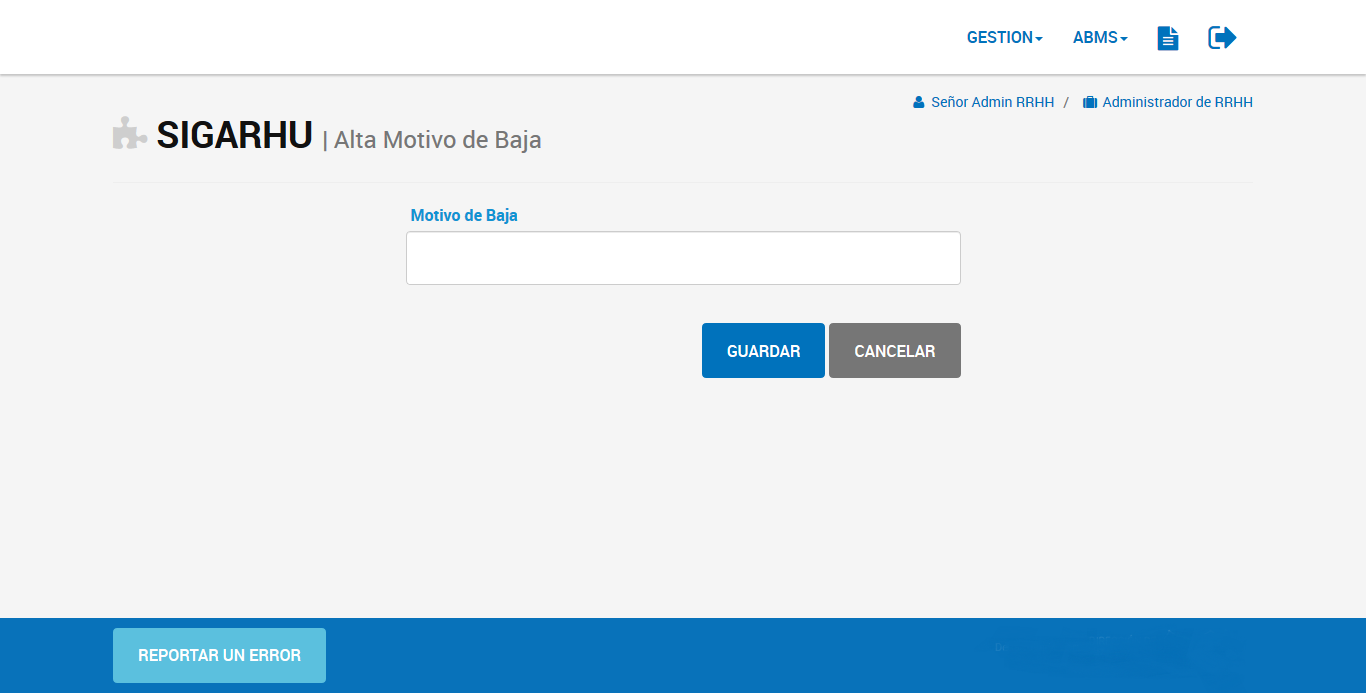 GESTION ABMS
Señor Admin RRHH / Administrador de RRHH
SIGARHU | Alta Motivo de Baja
Motivo de Baja
GUARDAR CANCELAR
REPORTAR UN ERROR